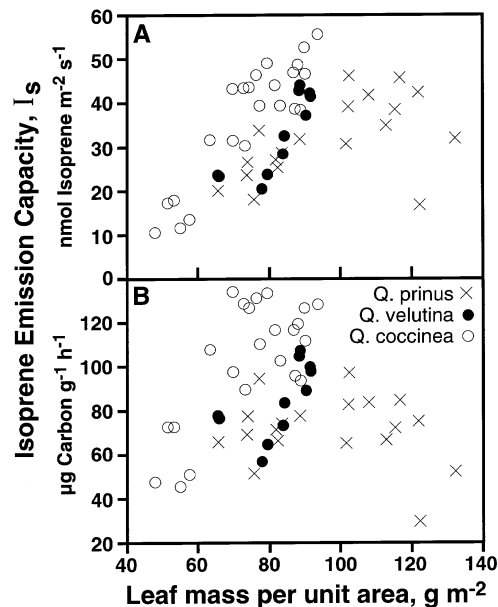 Isoprene Emission Capacity, Is
nmol Isoprene m-2 s-1
60
50
40
30
20
10
0
A
µg Carbon g-1 h-1
120
100
80
60
40
20
B
Q. prinus ×
Q. velutina ●
Q. coccinea ○
40 60 80 100 120 140
Leaf mass per unit area, g m-2